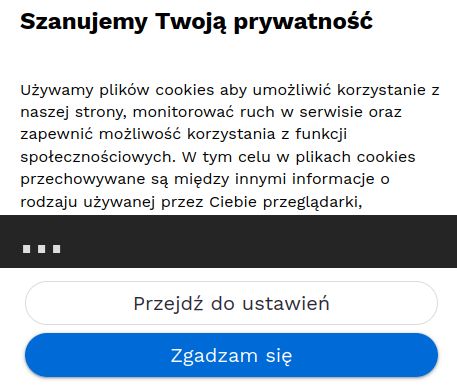 Szanujemy Twoją prywatność
Używamy plików cookies aby umożliwić korzystanie z
naszej strony, monitorować ruch w serwisie oraz
zapewnić możliwość korzystania z funkcji
społecznościowych. W tym celu w plikach cookies
przechowywane są między innymi informacje o
rodzaju używanej przez Ciebie przeglądarki,
...
Przejdź do ustawień
Zgadzam się